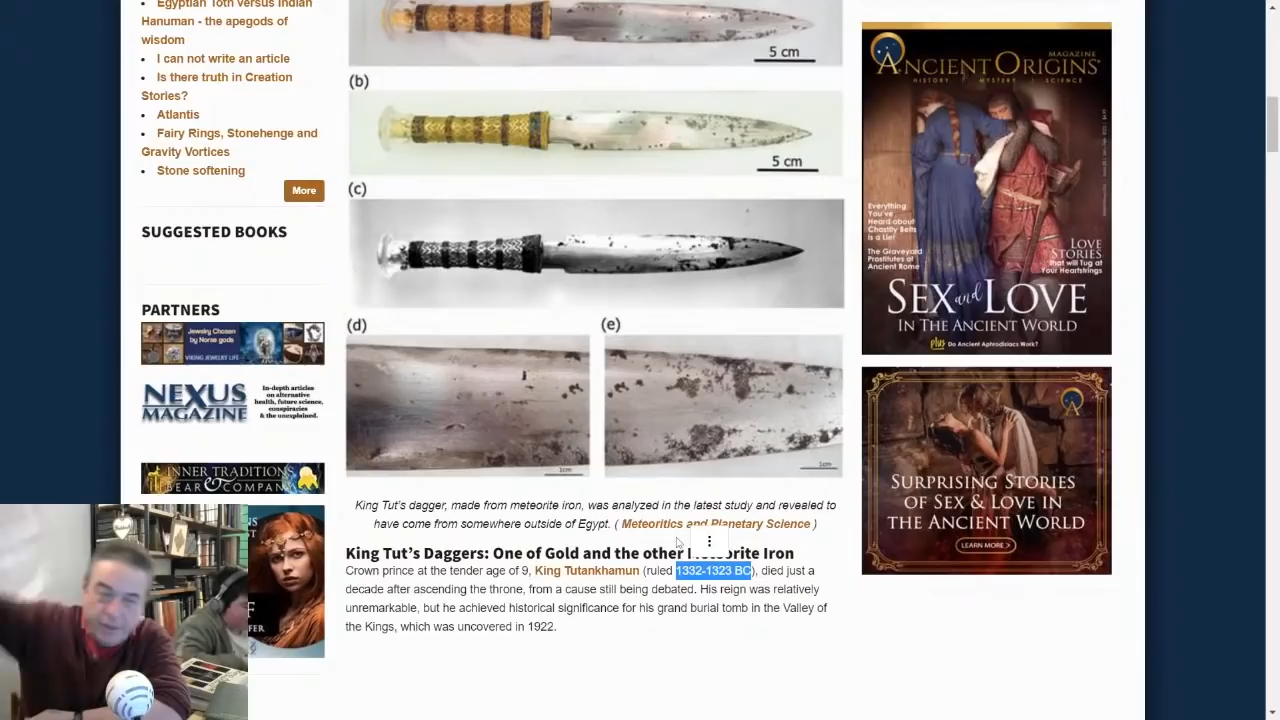 Egyptian Toth versus Indian
Hanuman - the apegods of
wisdom
I can not write an article
Is there truth in Creation
Stories?
Atlantis
Fairy Rings, Stonehenge and
Gravity Vortices
Stone softening
More
SUGGESTED BOOKS
PARTNERS
Jewelry Chosen
by Norse gods
VIKING JEWELRY LIFE
NEXUS
MAGAZINE
In-depth articles
on alternative
health, future science,
conspiracies
& the unexplained.
INNER TRADITIONS
BEAR & COMPANY
5 cm
(b)
5 cm
(c)
(d)
(e)
1cm
1cm
King Tut's dagger, made from meteorite iron, was analyzed in the latest study and revealed to
have come from somewhere outside of Egypt. ( Meteoritics and Planetary Science )
King Tut's Daggers: One of Gold and the other Meteorite Iron
Crown prince at the tender age of 9, King Tutankhamun (ruled 1332-1323 BC), died just a
decade after ascending the throne, from a cause still being debated. His reign was relatively
unremarkable, but he achieved historical significance for his grand burial tomb in the Valley of
the Kings, which was uncovered in 1922.
MAGAZINE
ANCIENT ORIGINS
HISTORY MYSTERY SCIENCE
Everything
You've
Heard about
Chastity Belts
is a Lie!
The Graveyard
Prostitutes of
Ancient Rome
LOVE
STORIES
that will Tug at
Your Heartstrings
SEX and LOVE
IN THE ANCIENT WORLD
plus Do Ancient Aphrodisiacs Work?
SURPRISING STORIES
OF SEX & LOVE IN
THE ANCIENT WORLD
LEARN MORE >